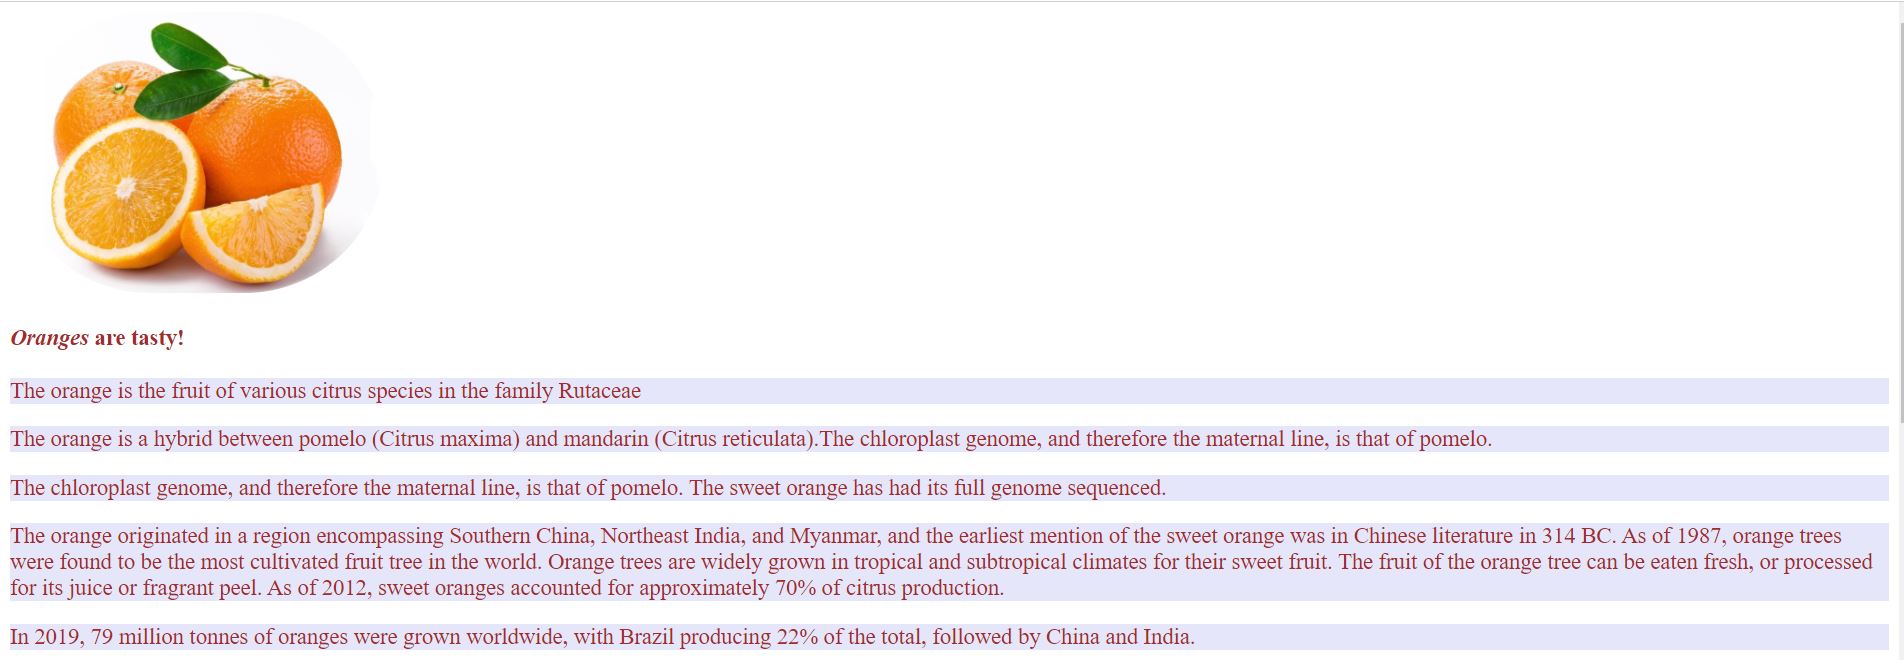 Oranges are tasty!
The orange is the fruit of various citrus species in the family Rutaceae
The orange is a hybrid between pomelo (Citrus maxima) and mandarin (Citrus reticulata).The chloroplast genome, and therefore the maternal line, is that of pomelo.
The chloroplast genome, and therefore the maternal line, is that of pomelo. The sweet orange has had its full genome sequenced.
The orange originated in a region encompassing Southern China, Northeast India, and Myanmar, and the earliest mention of the sweet orange was in Chinese literature in 314 BC. As of 1987, orange trees
were found to be the most cultivated fruit tree in the world. Orange trees are widely grown in tropical and subtropical climates for their sweet fruit. The fruit of the orange tree can be eaten fresh, or processed
for its juice or fragrant peel. As of 2012, sweet oranges accounted for approximately 70% of citrus production.
In 2019, 79 million tonnes of oranges were grown worldwide, with Brazil producing 22% of the total, followed by China and India.